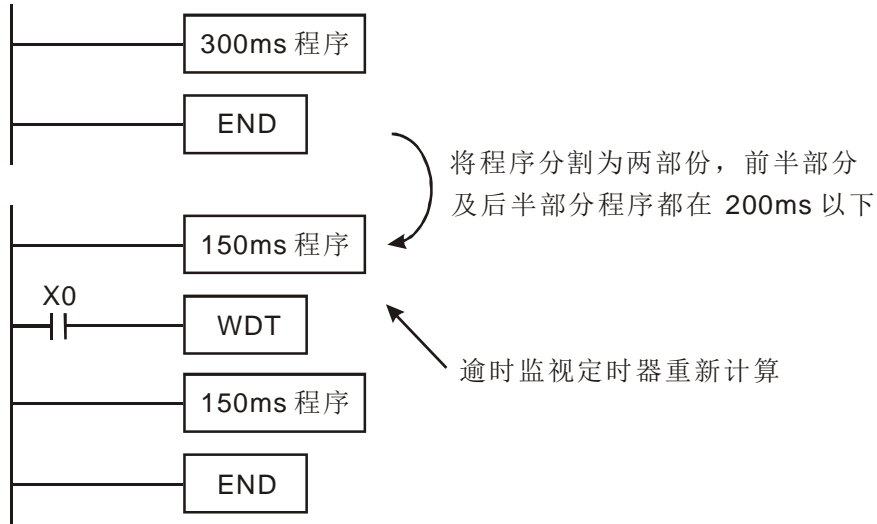 300ms 程序
END
将程序分割为两部份，前半部分
及后半部分程序都在 200ms 以下
150ms 程序
X0
WDT
逾时监视定时器重新计算
150ms 程序
END